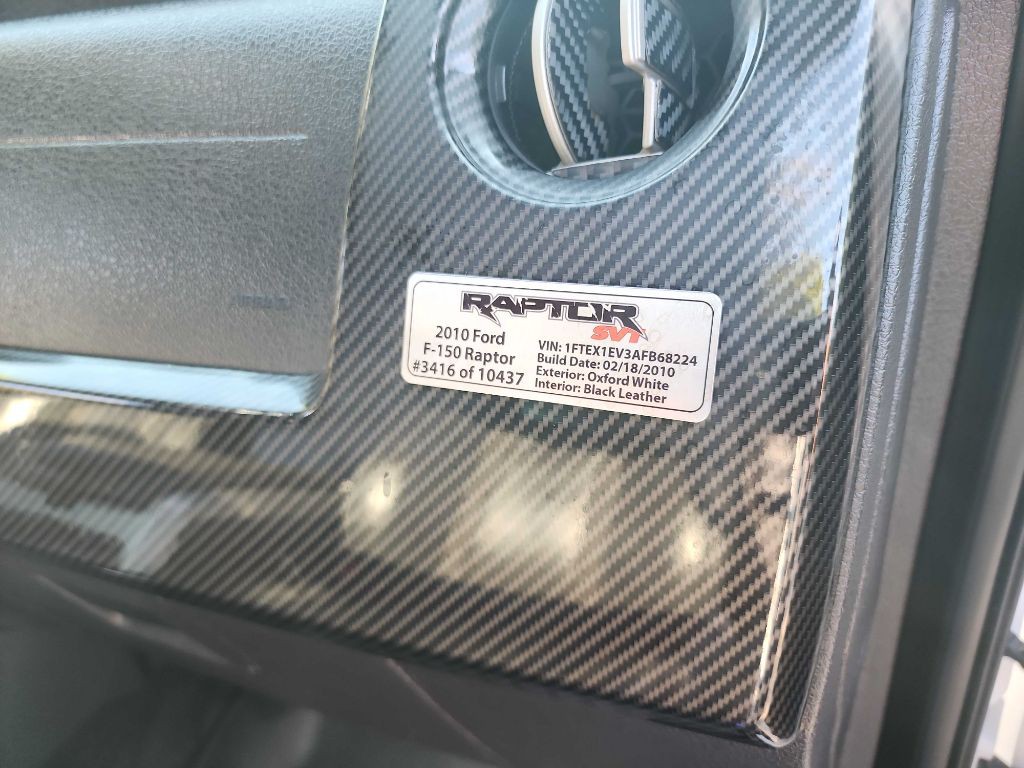 RAPTOR
SVT
2010 Ford
F-150 Raptor
#3416 of 10437
VIN: 1FTEX1EV3AFB68224
Build Date: 02/18/2010
Exterior: Oxford White
Interior: Black Leather